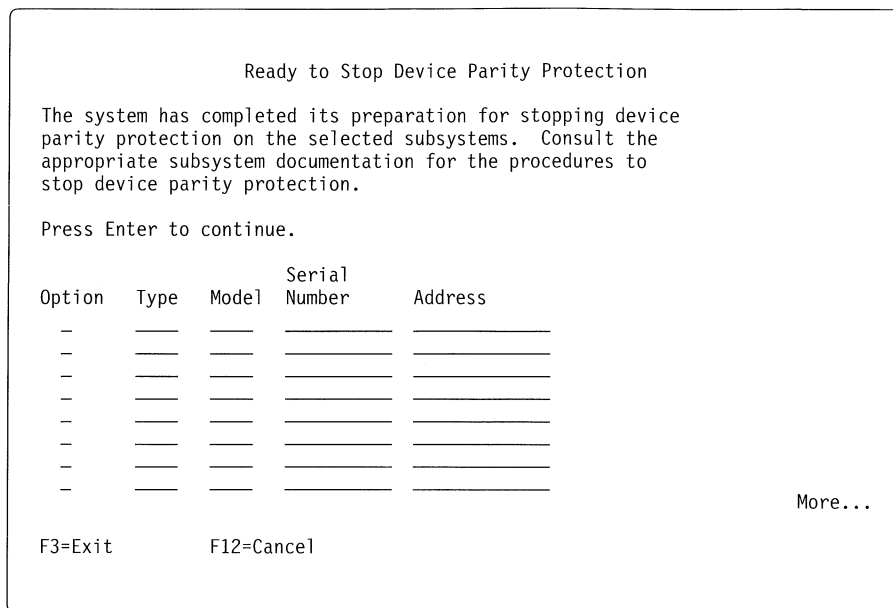 Ready to Stop Device Parity Protection
The system has completed its preparation for stopping device
parity protection on the selected subsystems.  Consult the
appropriate subsystem documentation for the procedures to
stop device parity protection.
Press Enter to continue.
Serial
Option Type Model Number Address
More...
F3=Exit F12=Cancel